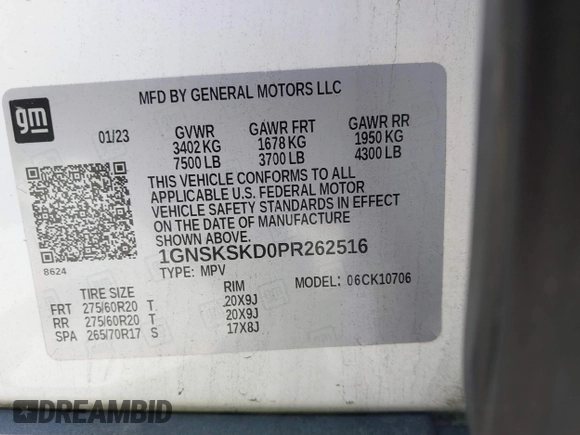 gm
MFD BY GENERAL MOTORS LLC
01/23 GVWR GAWR FRT GAWR RR
3402 KG 1678 KG 1950 KG
7500 LB 3700 LB 4300 LB
THIS VEHICLE CONFORMS TO ALL
APPLICABLE U.S. FEDERAL MOTOR
VEHICLE SAFETY STANDARDS IN EFFECT
ON THE DATE OF MANUFACTURE
SHOWN ABOVE.
8624
1GNSKSKD0PR262516
TYPE: MPV MODEL: 06CK10706
TIRE SIZE RIM
FRT 275/60R20 T 20X9J
RR 275/60R20 T 20X9J
SPA 265/70R17 S 17X8J
DREAMBID